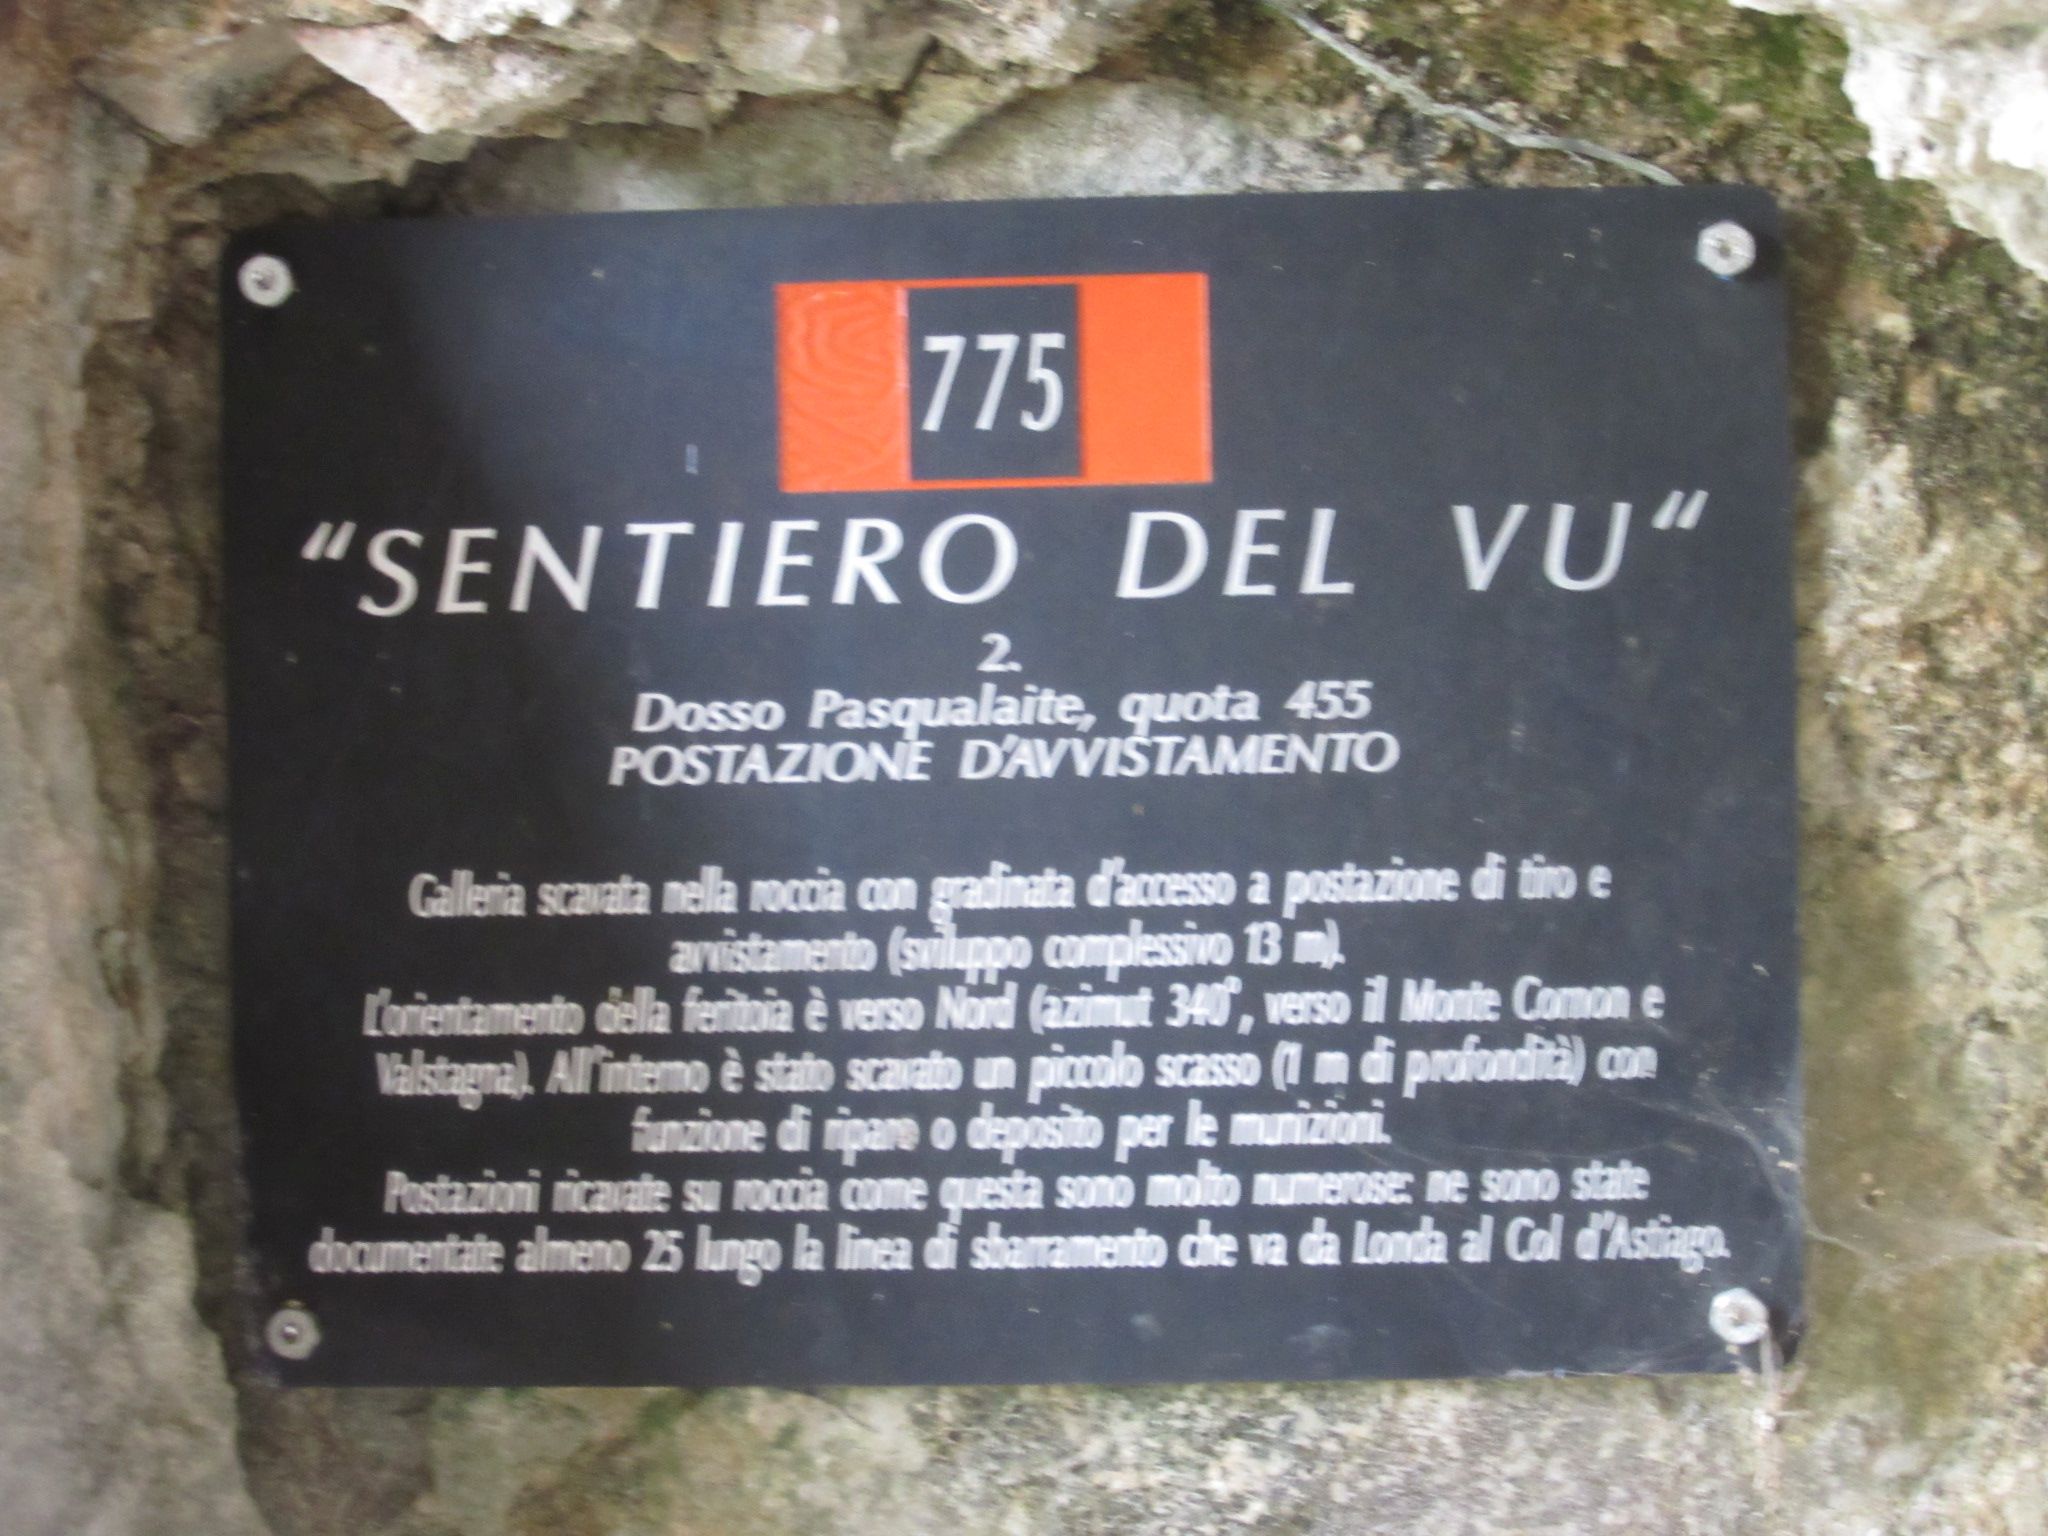 775
“SENTIERO DEL VU“
2.
Dosso Pasqualaite, quota 455
POSTAZIONE D'AVVISTAMENTO
Galleria scavata nella roccia con gradinata d'accesso a postazione di tiro e
avvistamento (sviluppo complessivo 13 m).
L'orientamento della feritoia è verso Nord (azimut 340°, verso il Monte Cornon e
Valstagna). All'interno è stato scavato un piccolo scasso (1 m di profondità) con
funzione di riparo o deposito per le munizioni.
Postazioni ricavate su roccia come questa sono molto numerose: ne sono state
documentate almeno 25 lungo la linea di sbarramento che va da Londa al Col d'Astiago.